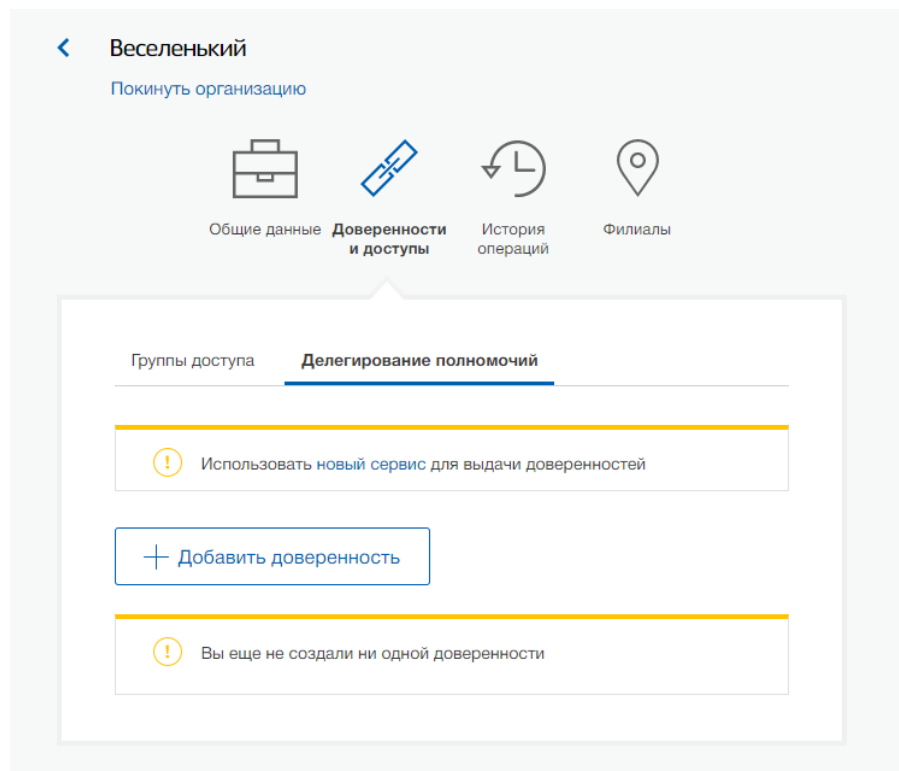 Веселенький
Покинуть организацию
Общие данные
Доверенности
и доступы
История
операций
Филиалы
Группы доступа
Делегирование полномочий
Использовать новый сервис для выдачи доверенностей
Добавить доверенность
Вы еще не создали ни одной доверенности